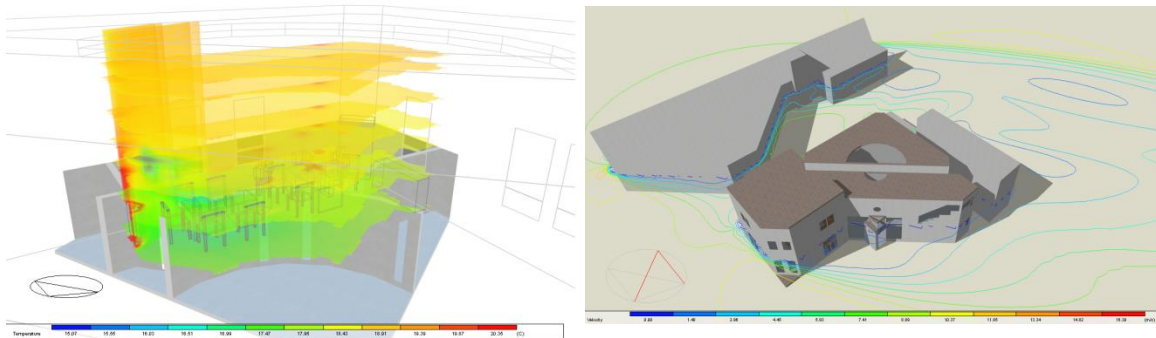 Temperature 15.07 15.55 16.03 16.51 16.99 17.47 17.95 18.43 18.91 19.39 19.87 20.35 (C)
Velocity 0.00 1.48 2.96 4.45 5.93 7.41 8.89 10.37 11.85 13.34 14.82 (m/s)